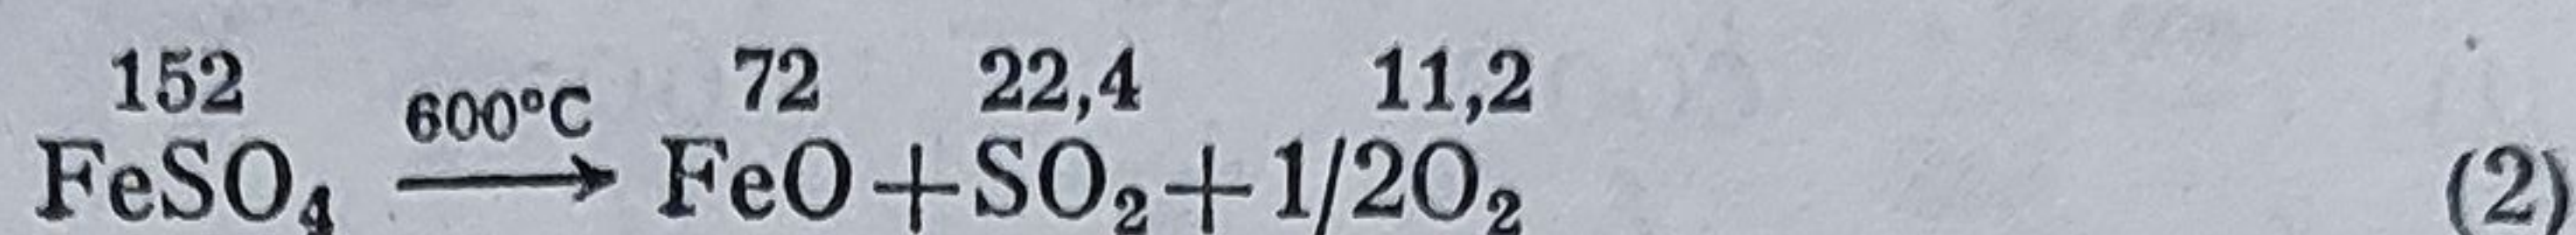 152 600°C 72 22,4 11,2
FeSO₄ ⟶ FeO+SO₂+1/2O₂ (2)